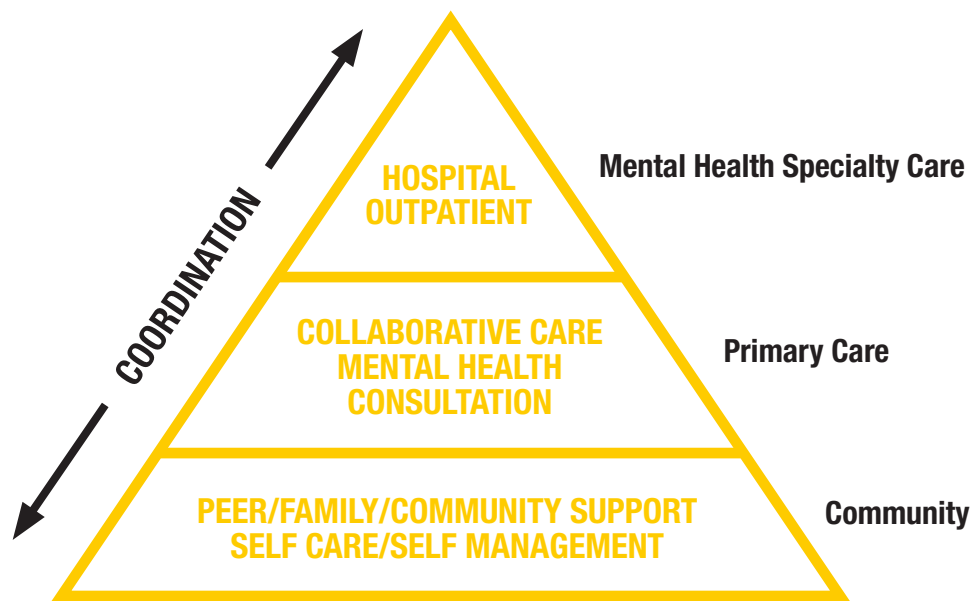 HOSPITAL
OUTPATIENT
Mental Health Specialty Care
COORDINATION
COLLABORATIVE CARE
MENTAL HEALTH
CONSULTATION
Primary Care
PEER/FAMILY/COMMUNITY SUPPORT
SELF CARE/SELF MANAGEMENT
Community